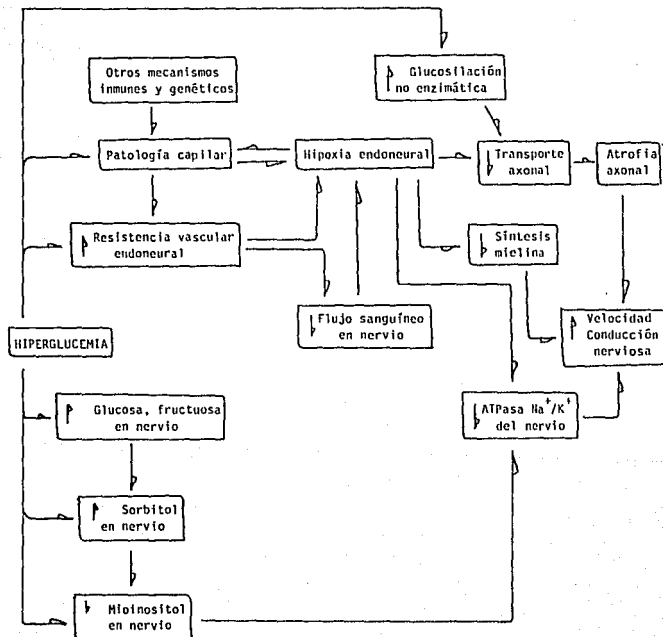 Otros mecanismos
inmunes y genéticos
Glucosilación
no enzimática
Patología capilar
Hipoxia endoneural
Transporte
axonal
Atrofia
axonal
Resistencia vascular
endoneural
Síntesis
mielina
Flujo sanguíneo
en nervio
Velocidad
Conducción
nerviosa
HIPERGLUCEMIA
Glucosa, fructuosa
en nervio
ATPasa Na+/K+
del nervio
Sorbitol
en nervio
Mioinositol
en nervio